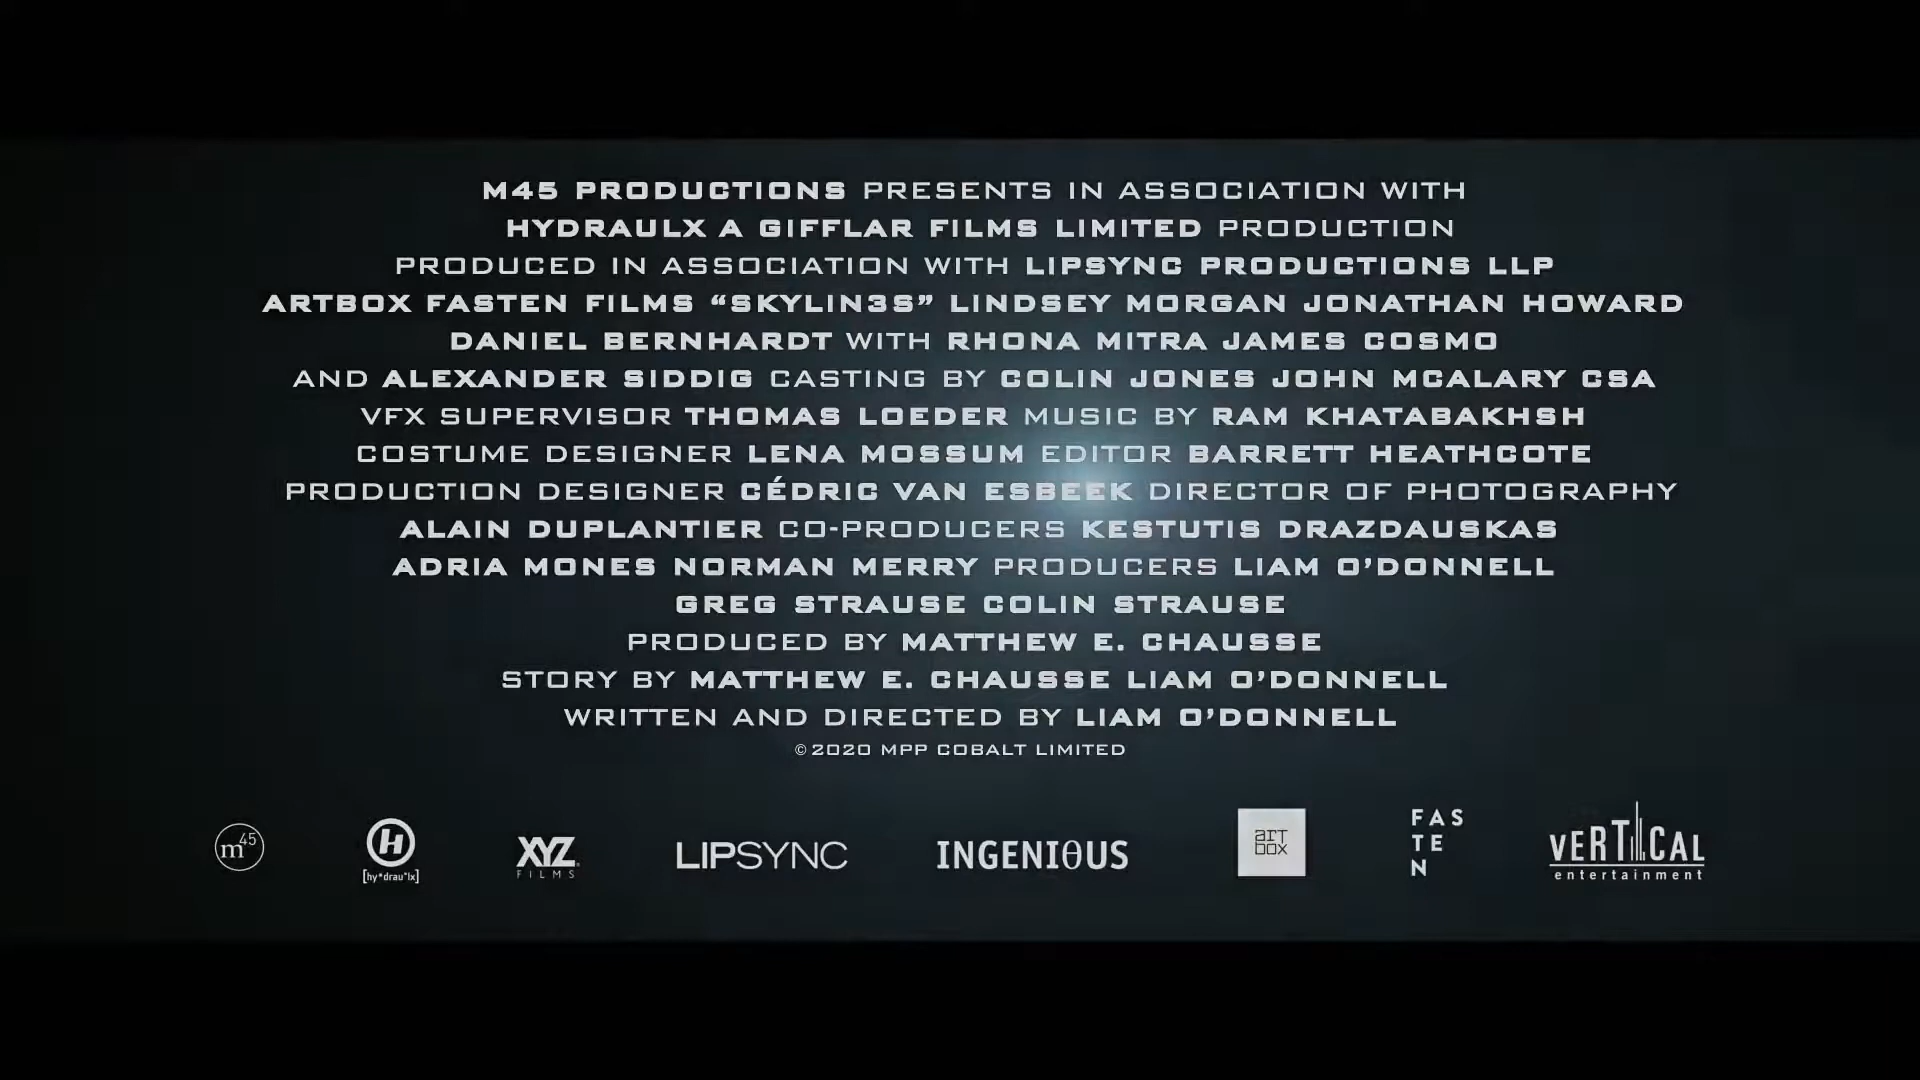 M45 PRODUCTIONS PRESENTS IN ASSOCIATION WITH
HYDRAULX A GIFFLAR FILMS LIMITED PRODUCTION
PRODUCED IN ASSOCIATION WITH LIPSYNC PRODUCTIONS LLP
ARTBOX FASTEN FILMS “SKYLIN3S” LINDSEY MORGAN JONATHAN HOWARD
DANIEL BERNHARDT WITH RHONA MITRA JAMES COSMO
AND ALEXANDER SIDDIG CASTING BY COLIN JONES JOHN MCALARY CSA
VFX SUPERVISOR THOMAS LOEDER MUSIC BY RAM KHATABAKHSH
COSTUME DESIGNER LENA MOSSUM EDITOR BARRETT HEATHCOTE
PRODUCTION DESIGNER CÉDRIC VAN ESBEEK DIRECTOR OF PHOTOGRAPHY
ALAIN DUPLANTIER CO-PRODUCERS KESTUTIS DRAZDAUSKAS
ADRIA MONES NORMAN MERRY PRODUCERS LIAM O’DONNELL
GREG STRAUSE COLIN STRAUSE
PRODUCED BY MATTHEW E. CHAUSSE
STORY BY MATTHEW E. CHAUSSE LIAM O’DONNELL
WRITTEN AND DIRECTED BY LIAM O’DONNELL
©2020 MPP COBALT LIMITED
m45
H
[hy*drau"lx]
XYZ
FILMS
LIPSYNC
INGENIθUS
art
box
FAS
TE
N
VERTICAL
entertainment